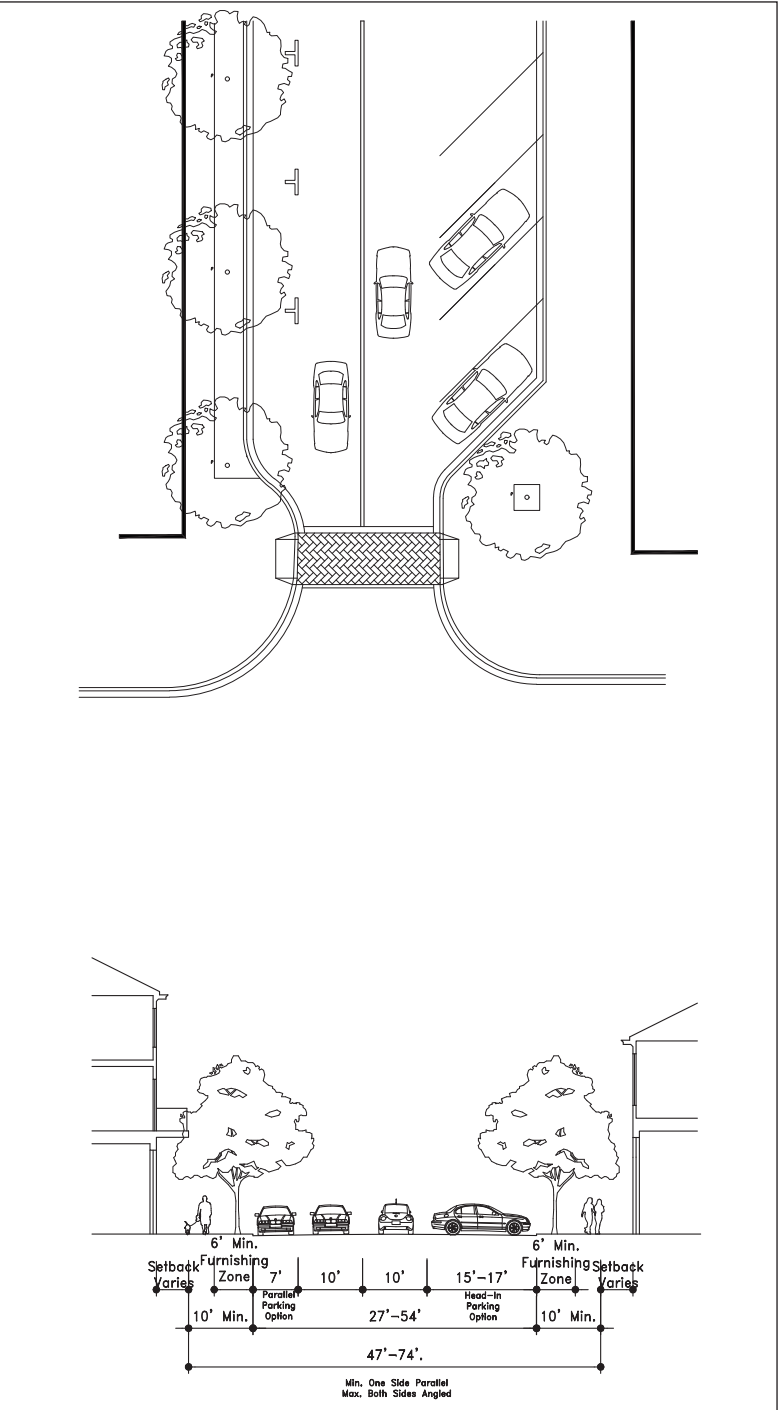 6' Min.
Furnishing
Zone
6' Min.
Furnishing
Zone
Setback
Varies
7'
10'
10'
15'-17'
Setback
Varies
Parallel
Parking
Option
Head-In
Parking
Option
10' Min.
27'-54'
10' Min.
47'-74'.
Min. One Side Parallel
Max. Both Sides Angled